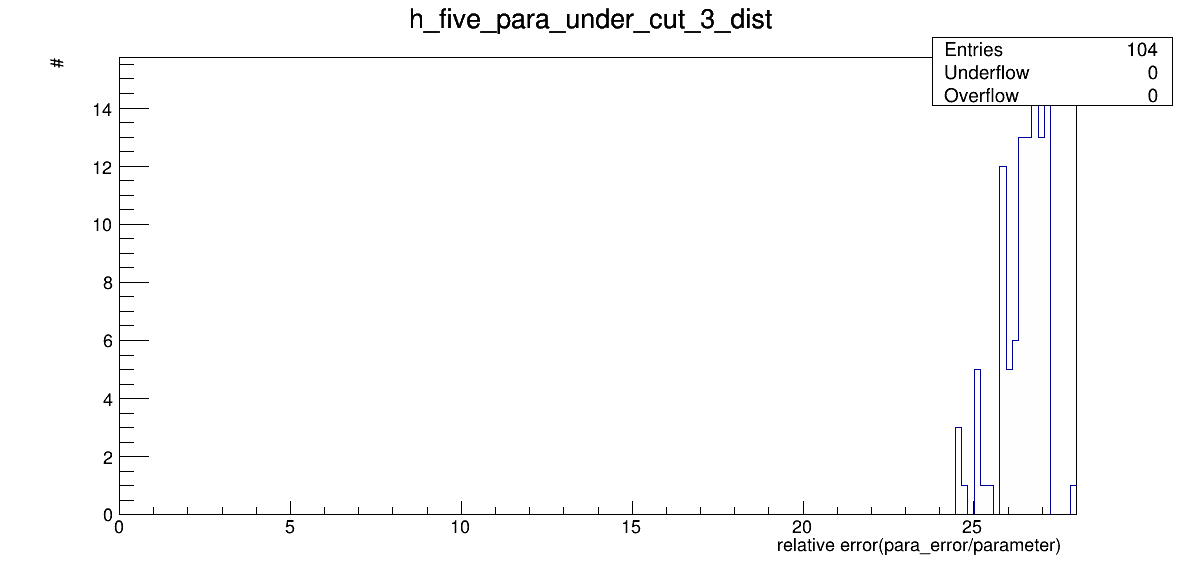 h_five_para_under_cut_3_dist
#
Entries 104
Underflow 0
Overflow 0
14
12
10
8
6
4
2
0
0 5 10 15 20 25
relative error(para_error/parameter)